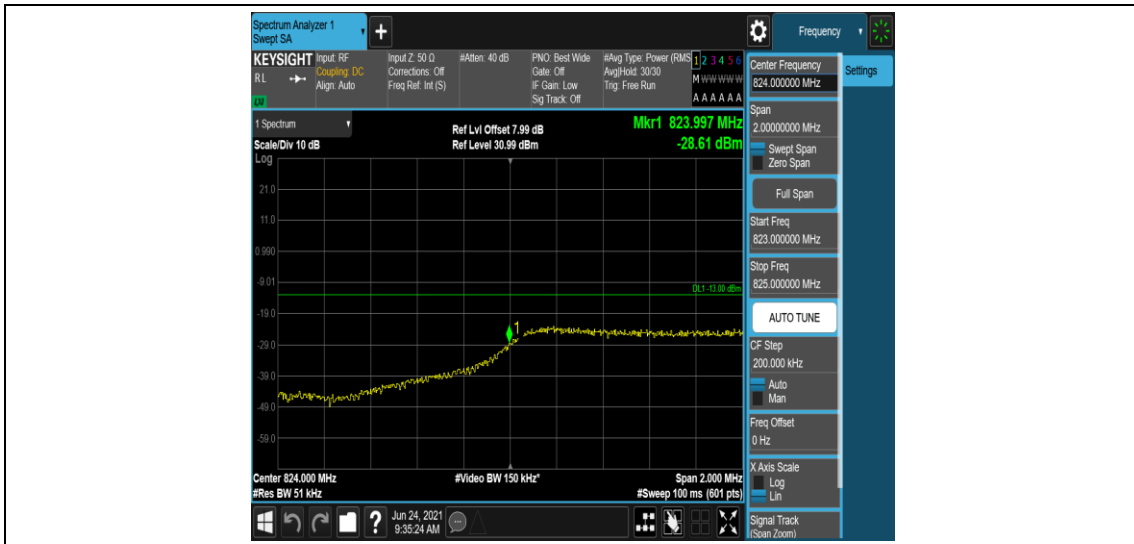 Spectrum Analyzer 1
Swept SA
Frequency
KEYSIGHT
Input: RF
Coupling: DC
Align: Auto
RL
LXI
Input Z: 50 Ω
Corrections: Off
Freq Ref: Int (S)
#Atten: 40 dB
PNO: Best Wide
Gate: Off
IF Gain: Low
Sig Track: Off
#Avg Type: Power (RMS
Avg|Hold: 30/30
Trig: Free Run
1 2 3 4 5 6
M W W W W W
A A A A A A
1 Spectrum
Scale/Div 10 dB
Log
Ref Lvl Offset 7.99 dB
Ref Level 30.99 dBm
Mkr1 823.997 MHz
-28.61 dBm
21.0
11.0
0.990
-9.01
-19.0
-29.0
-39.0
-49.0
-59.0
DL1 -13.00 dBm
1
Center 824.000 MHz
#Res BW 51 kHz
#Video BW 150 kHz*
Span 2.000 MHz
#Sweep 100 ms (601 pts)
Jun 24, 2021
9:35:24 AM
Center Frequency
824.000000 MHz
Settings
Span
2.00000000 MHz
Swept Span
Zero Span
Full Span
Start Freq
823.000000 MHz
Stop Freq
825.000000 MHz
AUTO TUNE
CF Step
200.000 kHz
Auto
Man
Freq Offset
0 Hz
X Axis Scale
Log
Lin
Signal Track
(Span Zoom)